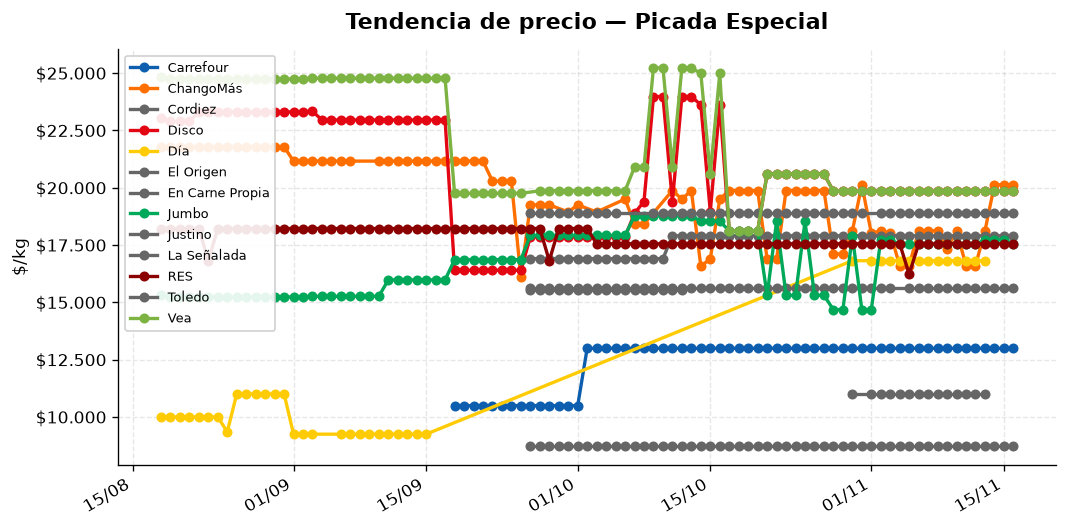 Tendencia de precio — Picada Especial
$/kg
$25.000
$22.500
$20.000
$17.500
$15.000
$12.500
$10.000
Carrefour
ChangoMás
Cordiez
Disco
Día
El Origen
En Carne Propia
Jumbo
Justino
La Señalada
RES
Toledo
Vea
15/08
01/09
15/09
01/10
15/10
01/11
15/11